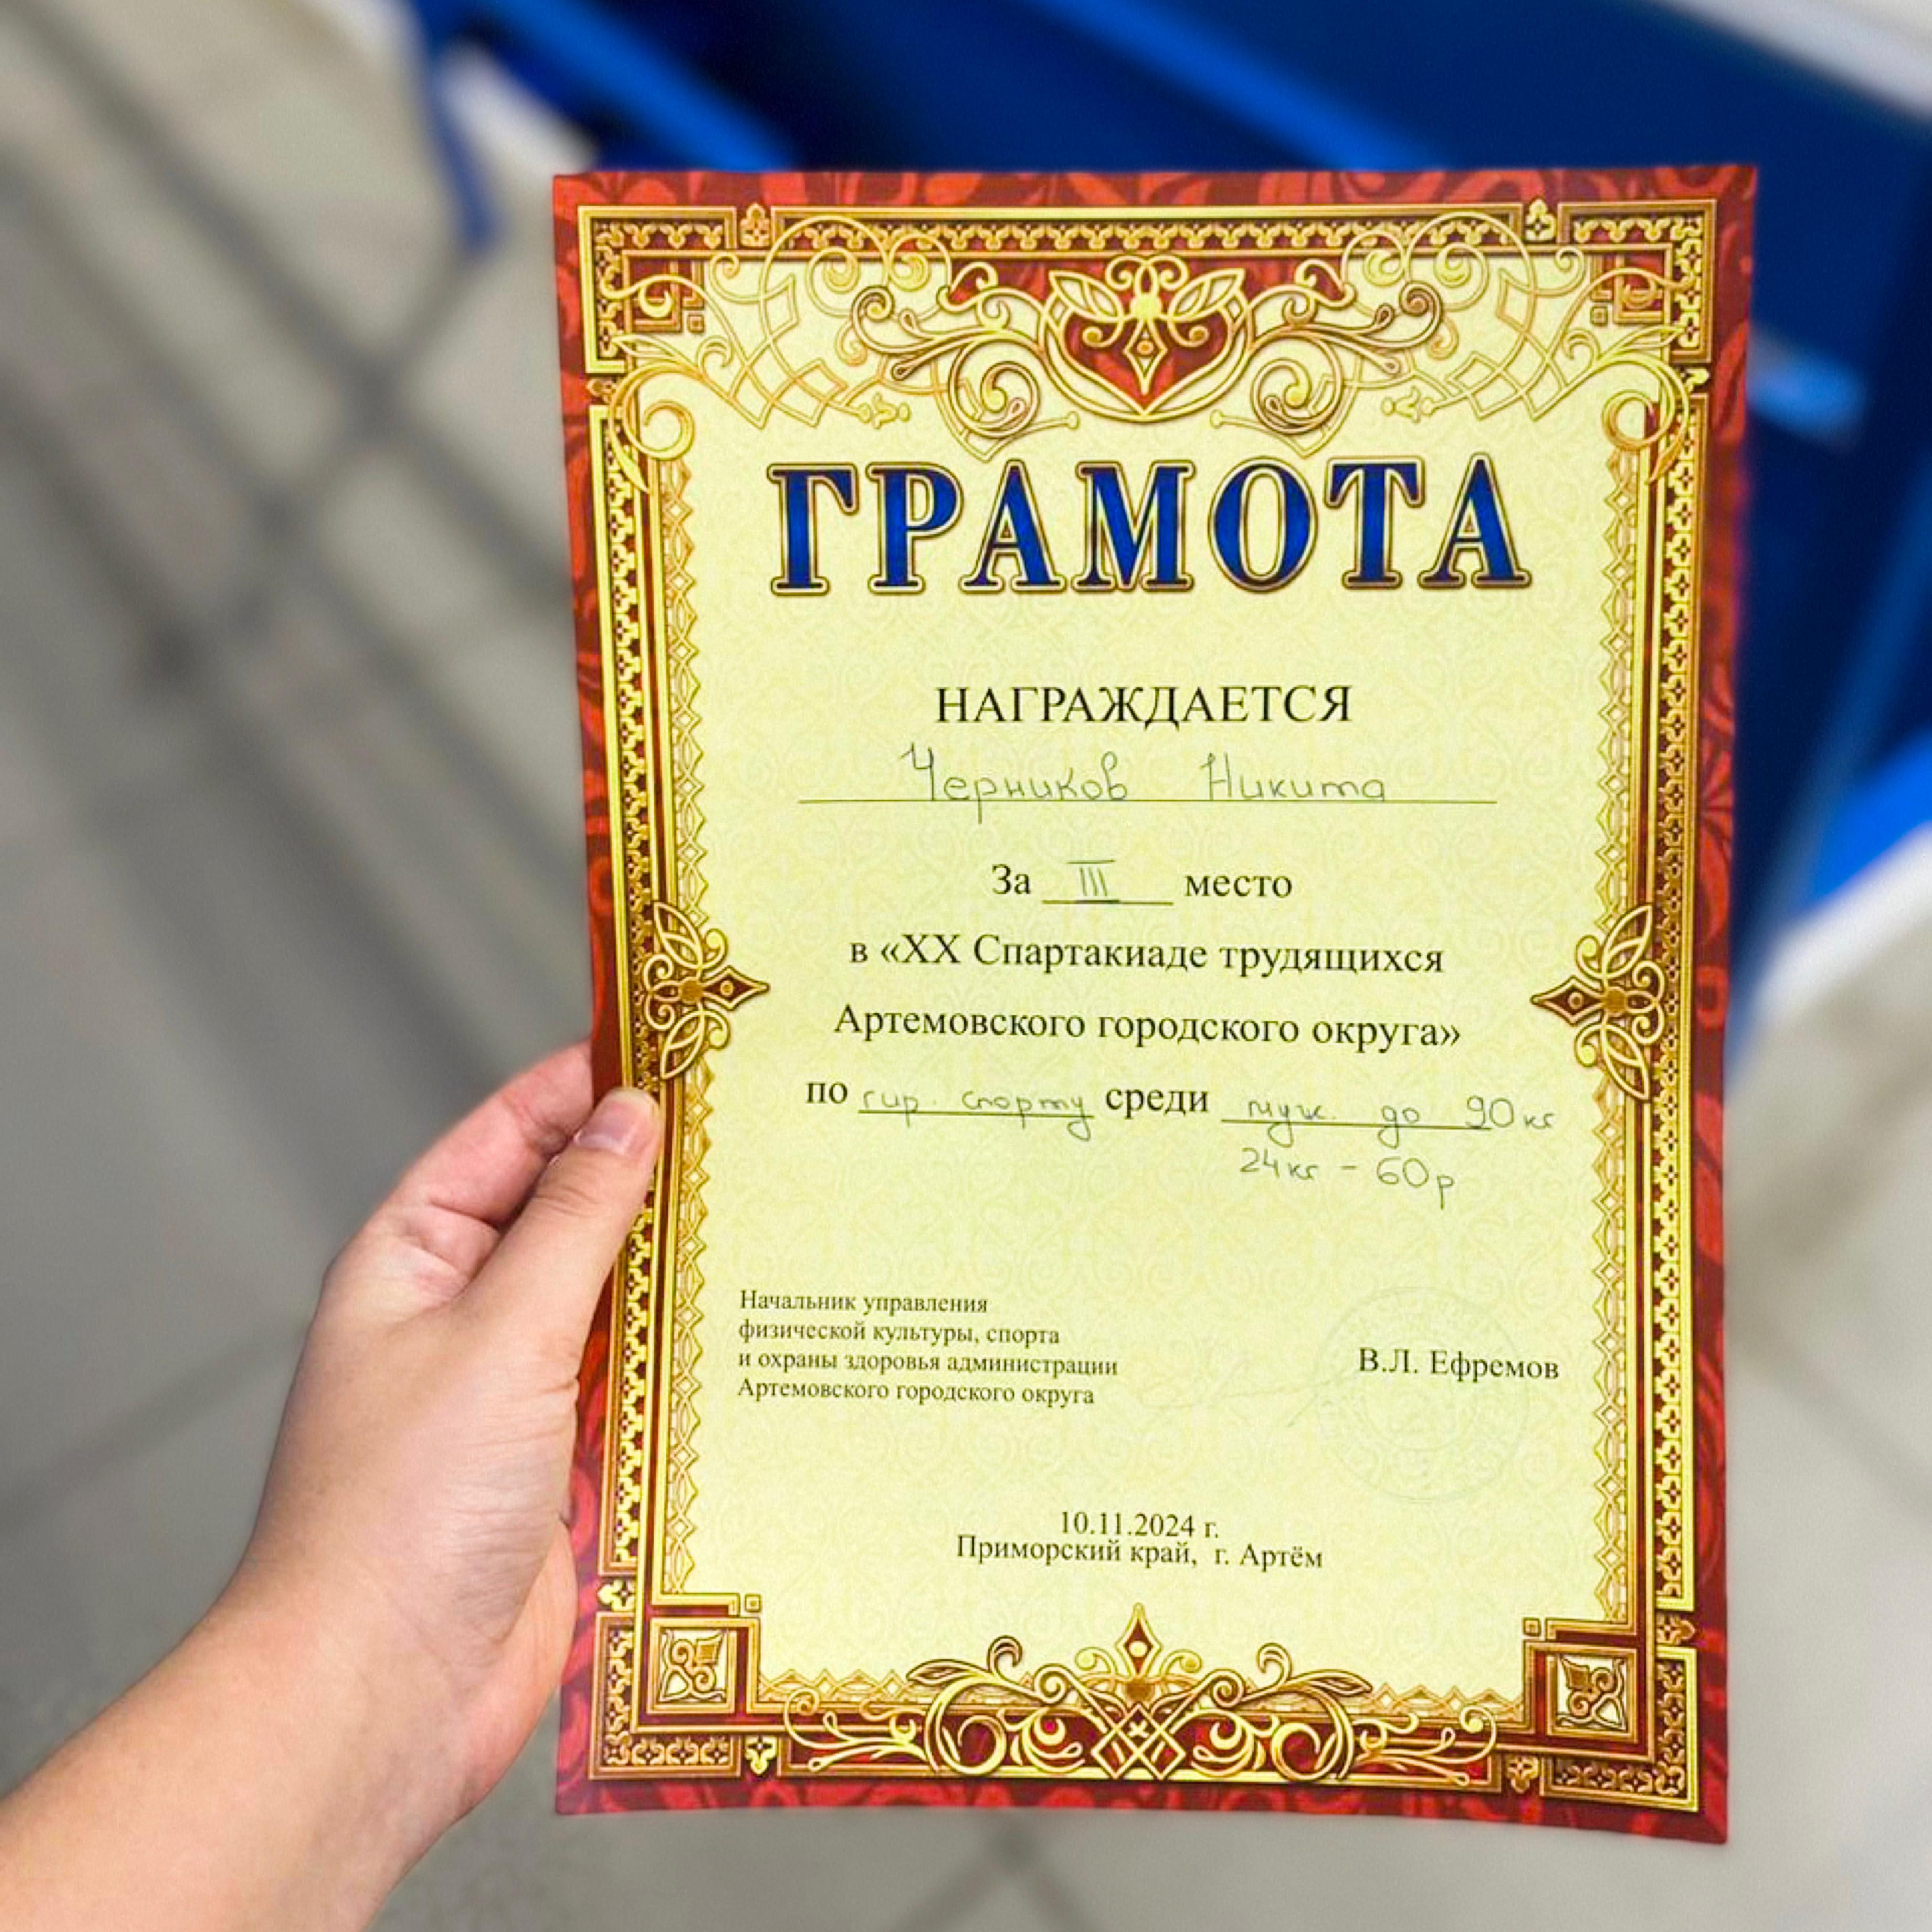 ГРАМОТА
НАГРАЖДАЕТСЯ
Черников Никита
За III место
в «XX Спартакиаде трудящихся
Артемовского городского округа»
по гир. спорту среди муж. до 90кг
24кг - 60р
Начальник управления
физической культуры, спорта
и охраны здоровья администрации
Артемовского городского округа
В.Л. Ефремов
10.11.2024 г.
Приморский край, г. Артём